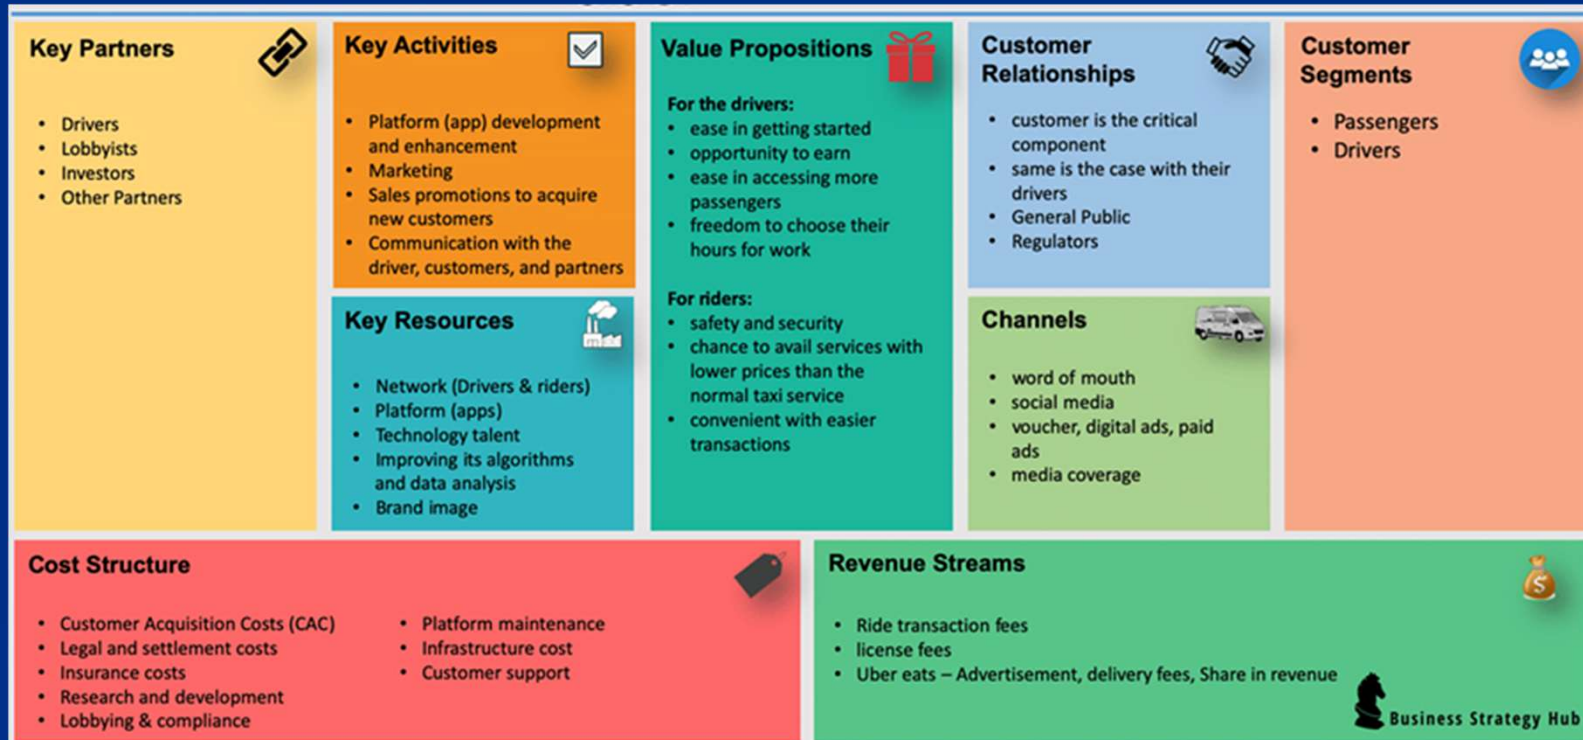 Key Partners
• Drivers
• Lobbyists
• Investors
• Other Partners
Key Activities
• Platform (app) development
and enhancement
• Marketing
• Sales promotions to acquire
new customers
• Communication with the
driver, customers, and partners
Key Resources
• Network (Drivers & riders)
• Platform (apps)
• Technology talent
• Improving its algorithms
and data analysis
• Brand image
Value Propositions
For the drivers:
• ease in getting started
• opportunity to earn
• ease in accessing more
passengers
• freedom to choose their
hours for work
For riders:
• safety and security
• chance to avail services with
lower prices than the
normal taxi service
• convenient with easier
transactions
Customer
Relationships
• customer is the critical
component
• same is the case with their
drivers
• General Public
• Regulators
Channels
• word of mouth
• social media
• voucher, digital ads, paid
ads
• media coverage
Customer
Segments
• Passengers
• Drivers
Cost Structure
• Customer Acquisition Costs (CAC)
• Legal and settlement costs
• Insurance costs
• Research and development
• Lobbying & compliance
• Platform maintenance
• Infrastructure cost
• Customer support
Revenue Streams
• Ride transaction fees
• license fees
• Uber eats – Advertisement, delivery fees, Share in revenue
$
Business Strategy Hub